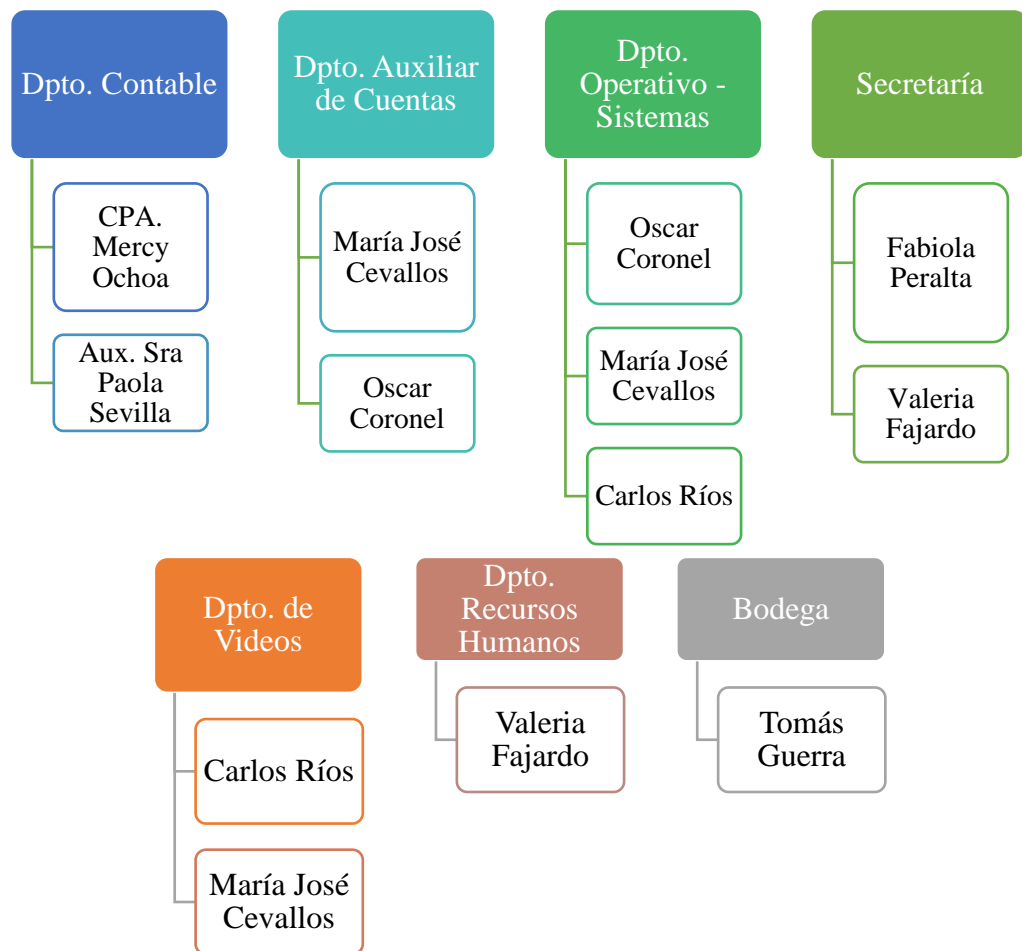 Dpto. Contable
CPA.
Mercy
Ochoa
Aux. Sra
Paola
Sevilla
Dpto. Auxiliar
de Cuentas
María José
Cevallos
Oscar
Coronel
Dpto.
Operativo -
Sistemas
Oscar
Coronel
María José
Cevallos
Carlos Ríos
Secretaría
Fabiola
Peralta
Valeria
Fajardo
Dpto. de
Videos
Carlos Ríos
María José
Cevallos
Dpto.
Recursos
Humanos
Valeria
Fajardo
Bodega
Tomás
Guerra